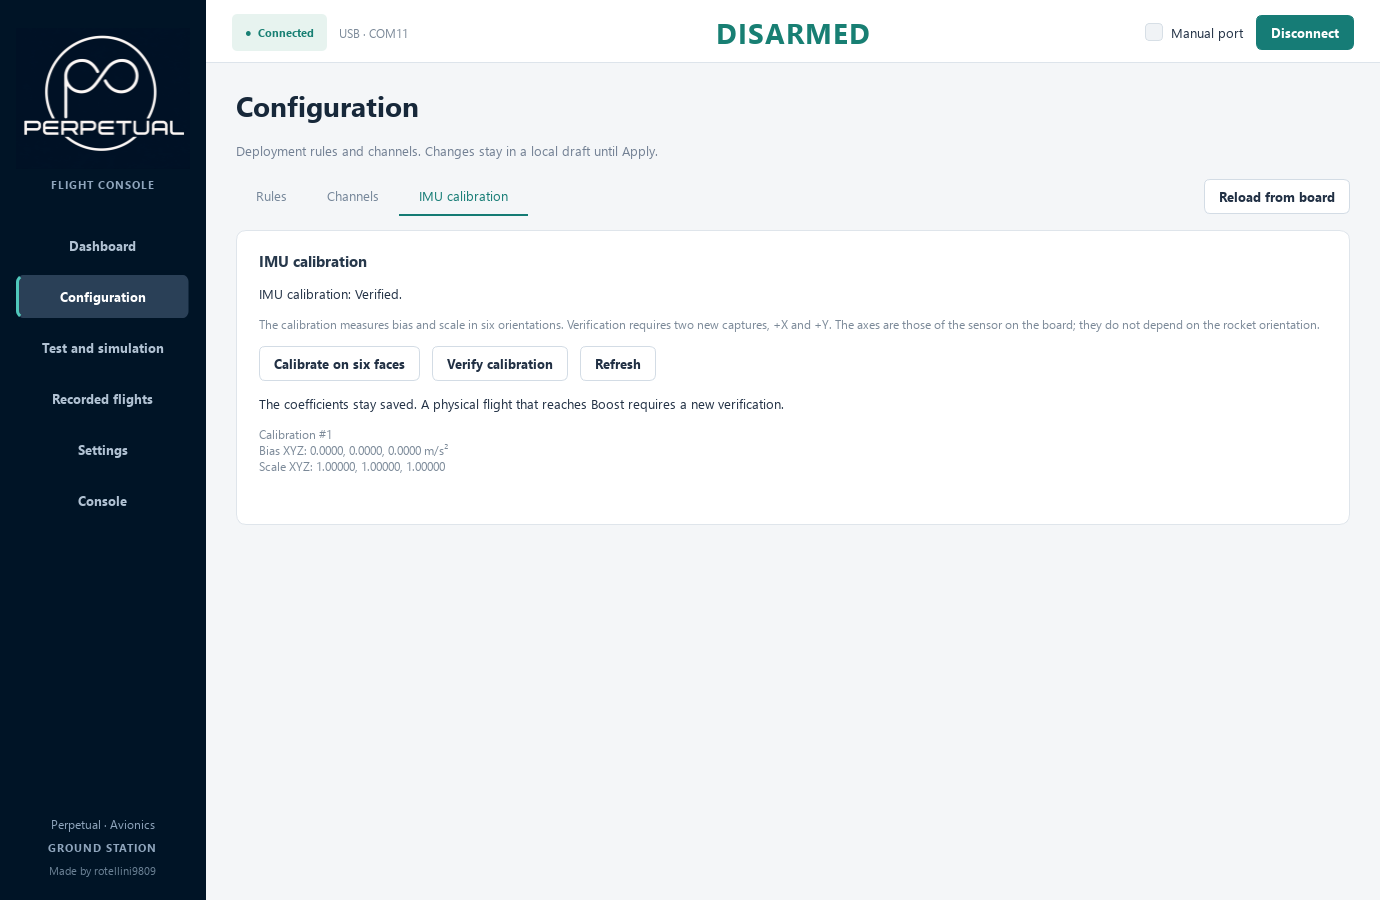 PERPETUAL
FLIGHT CONSOLE
Dashboard
Configuration
Test and simulation
Recorded flights
Settings
Console
Perpetual · Avionics
GROUND STATION
Made by rotellini9809
● Connected
USB · COM11
DISARMED
Manual port
Disconnect
Configuration
Deployment rules and channels. Changes stay in a local draft until Apply.
Rules
Channels
IMU calibration
Reload from board
IMU calibration
IMU calibration: Verified.
The calibration measures bias and scale in six orientations. Verification requires two new captures, +X and +Y. The axes are those of the sensor on the board; they do not depend on the rocket orientation.
Calibrate on six faces
Verify calibration
Refresh
The coefficients stay saved. A physical flight that reaches Boost requires a new verification.
Calibration #1
Bias XYZ: 0.0000, 0.0000, 0.0000 m/s²
Scale XYZ: 1.00000, 1.00000, 1.00000